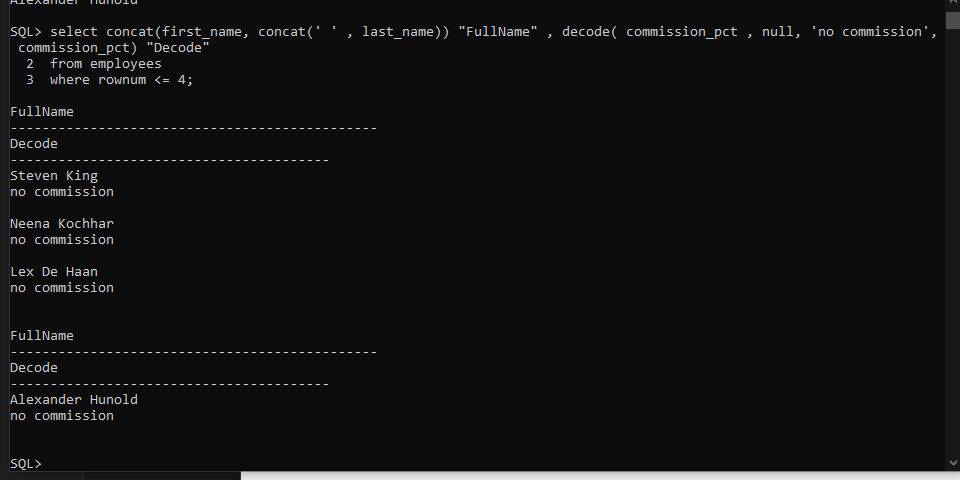 Alexander Hunold
SQL> select concat(first_name, concat(' ' , last_name)) "FullName" , decode( commission_pct , null, 'no commission',
 commission_pct) "Decode"
  2  from employees
  3  where rownum <= 4;
FullName
----------------------------------------------
Decode
----------------------------------------
Steven King
no commission
Neena Kochhar
no commission
Lex De Haan
no commission
FullName
----------------------------------------------
Decode
----------------------------------------
Alexander Hunold
no commission
SQL>